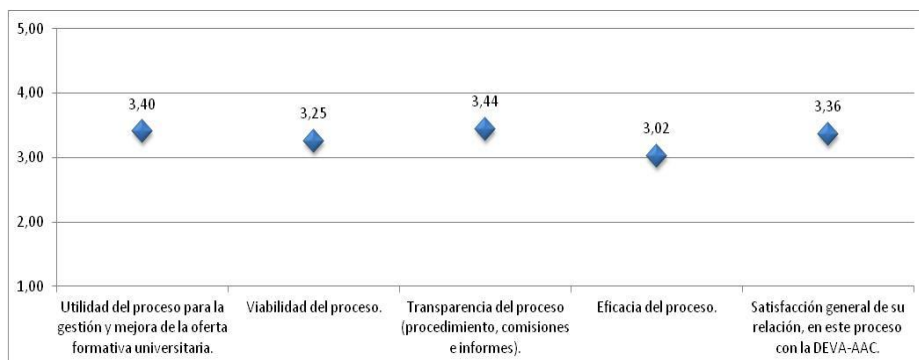 5,00
4,00
3,00
2,00
1,00
3,40
3,25
3,44
3,02
3,36
Utilidad del proceso para la
gestión y mejora de la oferta
formativa universitaria.
Viabilidad del proceso.
Transparencia del proceso
(procedimiento, comisiones
e informes).
Eficacia del proceso.
Satisfacción general de su
relación, en este proceso
con la DEVA-AAC.